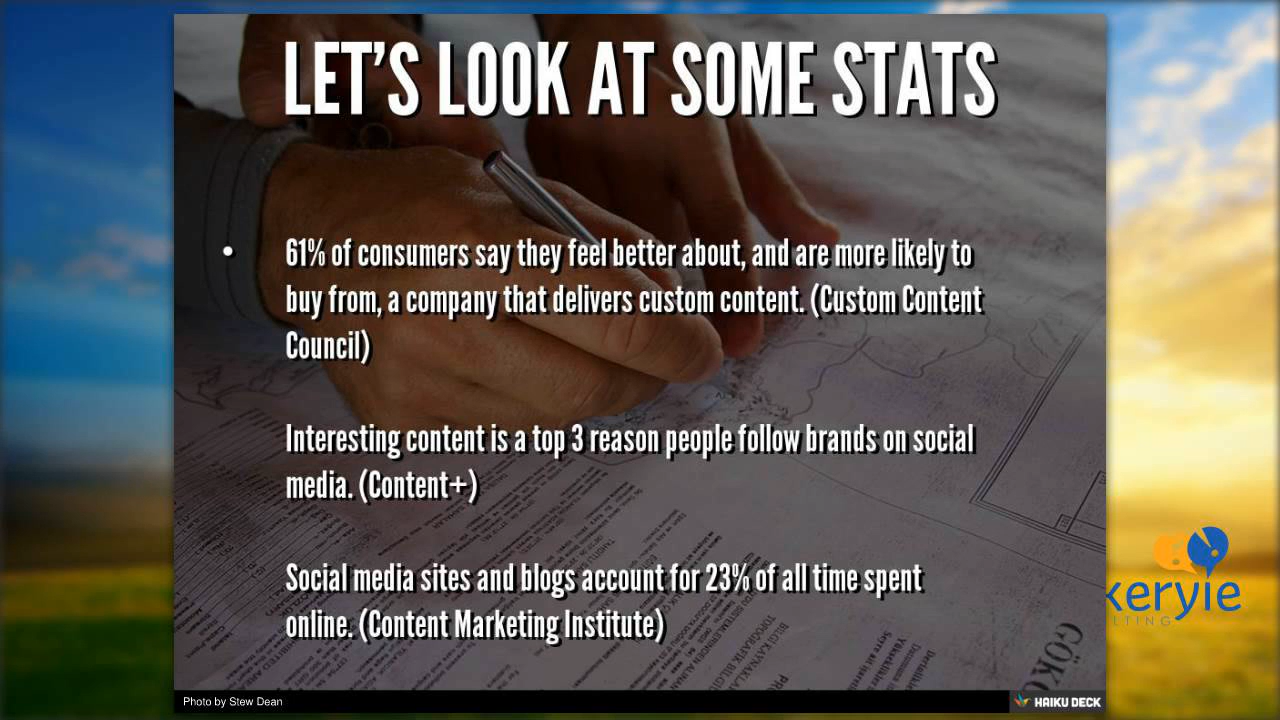 LET'S LOOK AT SOME STATS
• 61% of consumers say they feel better about, and are more likely to
buy from, a company that delivers custom content. (Custom Content
Council)
Interesting content is a top 3 reason people follow brands on social
media. (Content+)
Social media sites and blogs account for 23% of all time spent
online. (Content Marketing Institute)
keryie
LTING
GÖKÇ
Photo by Stew Dean
HAIKU DECK